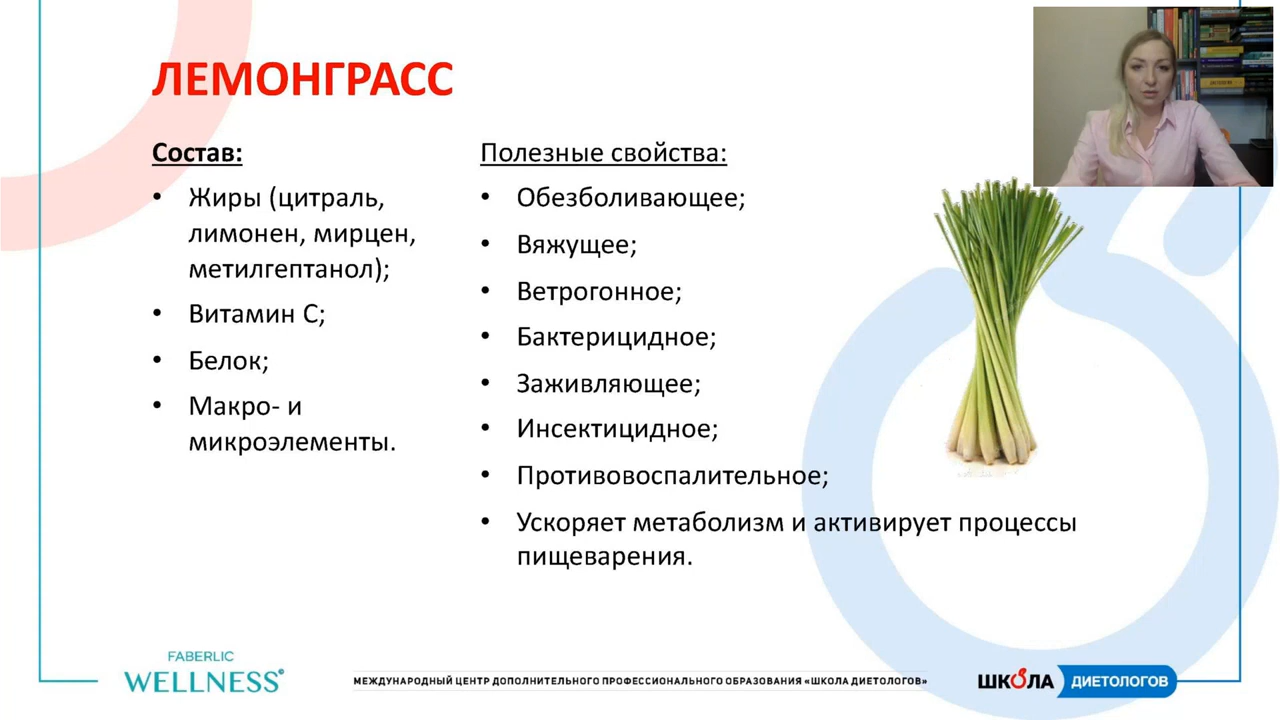 ЛЕМОНГРАСС
Состав:
• Жиры (цитраль,
лимонен, мирцен,
метилгептанол);
• Витамин С;
• Белок;
• Макро- и
микроэлементы.
Полезные свойства:
• Обезболивающее;
• Вяжущее;
• Ветрогонное;
• Бактерицидное;
• Заживляющее;
• Инсектицидное;
• Противовоспалительное;
• Ускоряет метаболизм и активирует процессы
пищеварения.
FABERLIC
WELLNESS©
МЕЖДУНАРОДНЫЙ ЦЕНТР ДОПОЛНИТЕЛЬНОГО ПРОФЕССИОНАЛЬНОГО ОБРАЗОВАНИЯ «ШКОЛА ДИЕТОЛОГОВ»
ШКОЛА ДИЕТОЛОГОВ